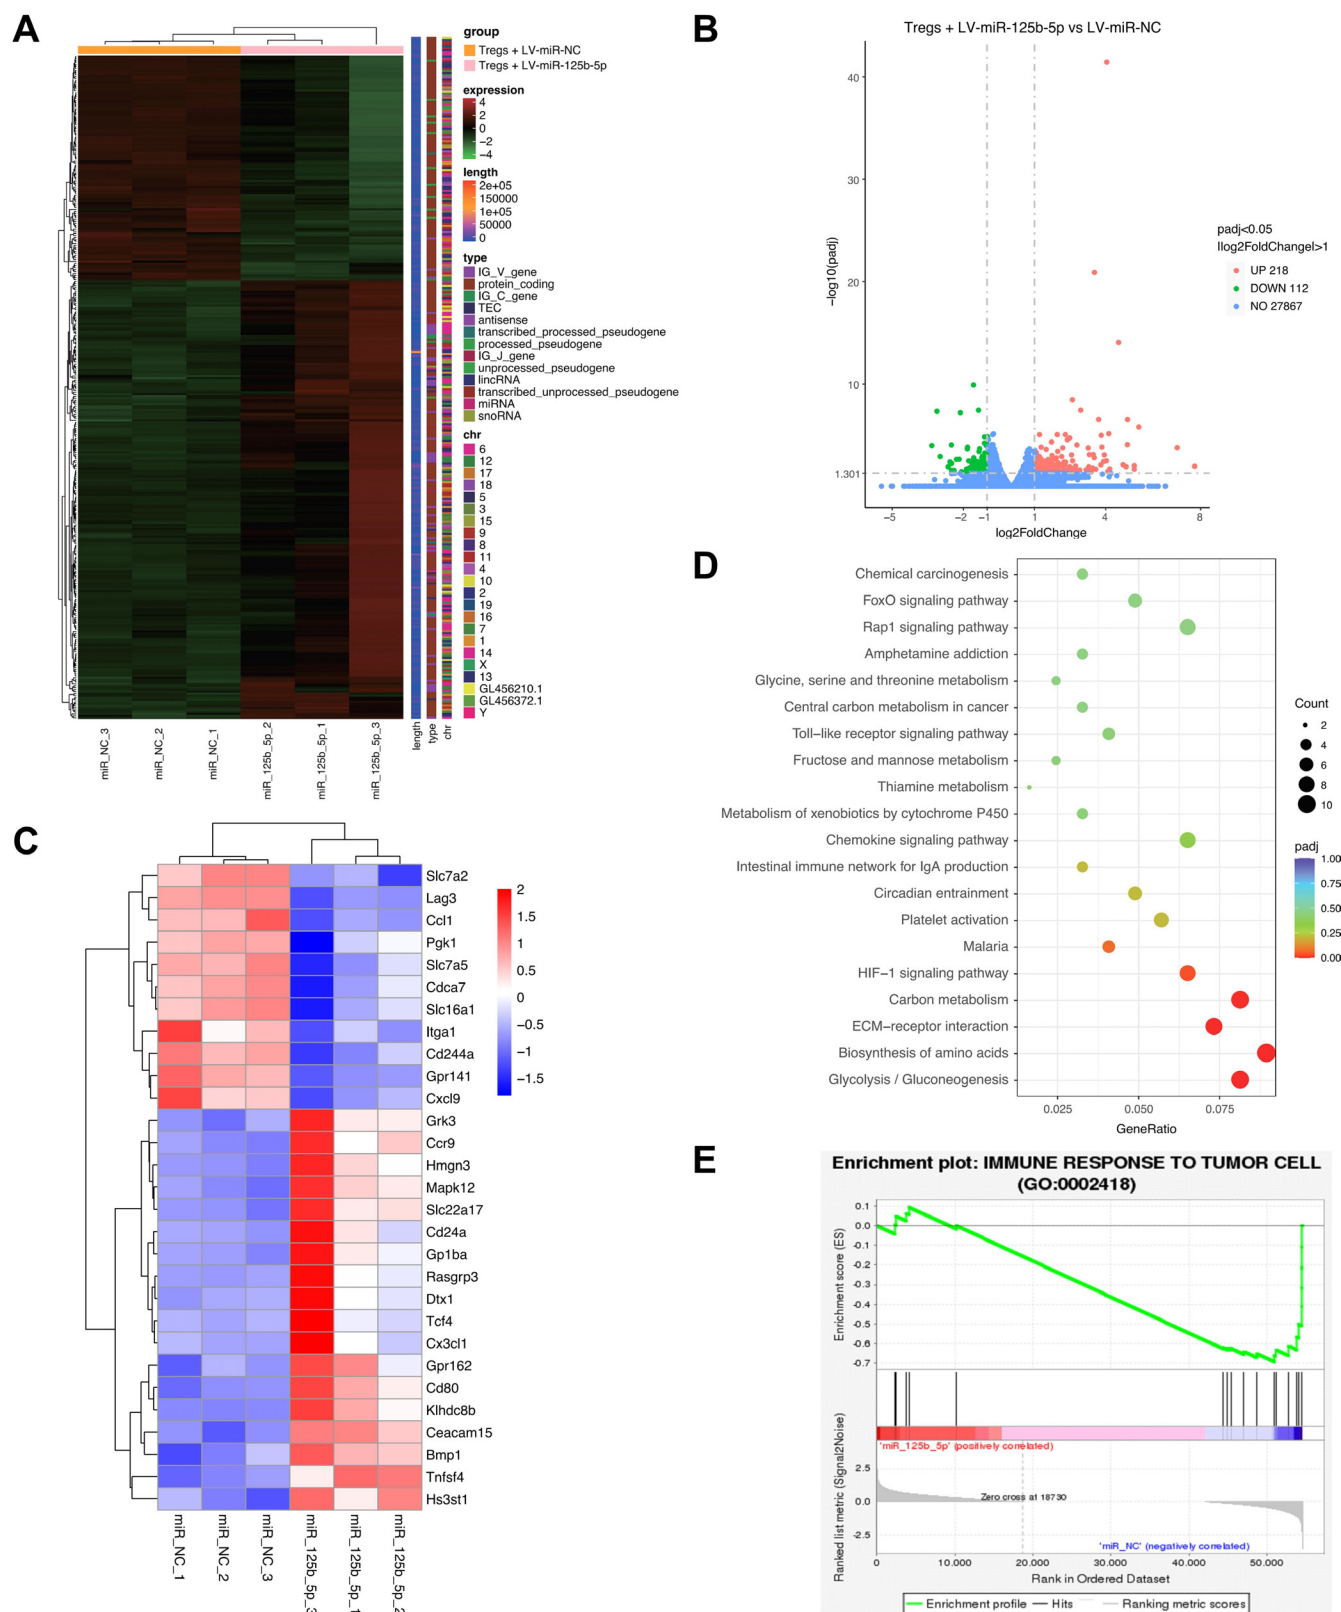 A
group
Tregs + LV-miR-NC
Tregs + LV-miR-125b-5p
expression
4
2
0
−2
−4
length
2e+05
150000
1e+05
50000
0
type
IG_V_gene
protein_coding
IG_C_gene
TEC
antisense
transcribed_processed_pseudogene
processed_pseudogene
IG_J_gene
unprocessed_pseudogene
lincRNA
transcribed_unprocessed_pseudogene
miRNA
snoRNA
chr
6
12
17
18
5
3
15
9
8
11
4
10
2
19
16
7
1
14
X
13
GL456210.1
GL456372.1
Y
miR_NC_3
miR_NC_2
miR_NC_1
miR_125b_5p_2
miR_125b_5p_1
miR_125b_5p_3
length
type
chr
B
Tregs + LV-miR-125b-5p vs LV-miR-NC
−log10(padj)
40
30
20
10
1.301
−5
−2
−1
1
4
8
log2FoldChange
padj<0.05
|log2FoldChange|>1
UP 218
DOWN 112
NO 27867
C
Slc7a2
Lag3
Ccl1
Pgk1
Slc7a5
Cdca7
Slc16a1
Itga1
Cd244a
Gpr141
Cxcl9
Grk3
Ccr9
Hmgn3
Mapk12
Slc22a17
Cd24a
Gp1ba
Rasgrp3
Dtx1
Tcf4
Cx3cl1
Gpr162
Cd80
Klhdc8b
Ceacam15
Bmp1
Tnfsf4
Hs3st1
2
1.5
1
0.5
0
−0.5
−1
−1.5
miR_NC_1
miR_NC_2
miR_NC_3
miR_125b_5p_3
miR_125b_5p_1
miR_125b_5p_2
D
Chemical carcinogenesis
FoxO signaling pathway
Rap1 signaling pathway
Amphetamine addiction
Glycine, serine and threonine metabolism
Central carbon metabolism in cancer
Toll−like receptor signaling pathway
Fructose and mannose metabolism
Thiamine metabolism
Metabolism of xenobiotics by cytochrome P450
Chemokine signaling pathway
Intestinal immune network for IgA production
Circadian entrainment
Platelet activation
Malaria
HIF−1 signaling pathway
Carbon metabolism
ECM−receptor interaction
Biosynthesis of amino acids
Glycolysis / Gluconeogenesis
0.025
0.050
0.075
GeneRatio
Count
2
4
6
8
10
padj
1.00
0.75
0.50
0.25
0.00
E
Enrichment plot: IMMUNE RESPONSE TO TUMOR CELL
(GO:0002418)
Enrichment score (ES)
0.1
0.0
-0.1
-0.2
-0.3
-0.4
-0.5
-0.6
-0.7
'miR_125b_5p' (positively correlated)
Ranked list metric (Signal2Noise)
2.5
0.0
-2.5
Zero cross at 18730
'miR_NC' (negatively correlated)
0
10.000
20.000
30.000
40.000
50.000
Rank in Ordered Dataset
Enrichment profile
Hits
Ranking metric scores